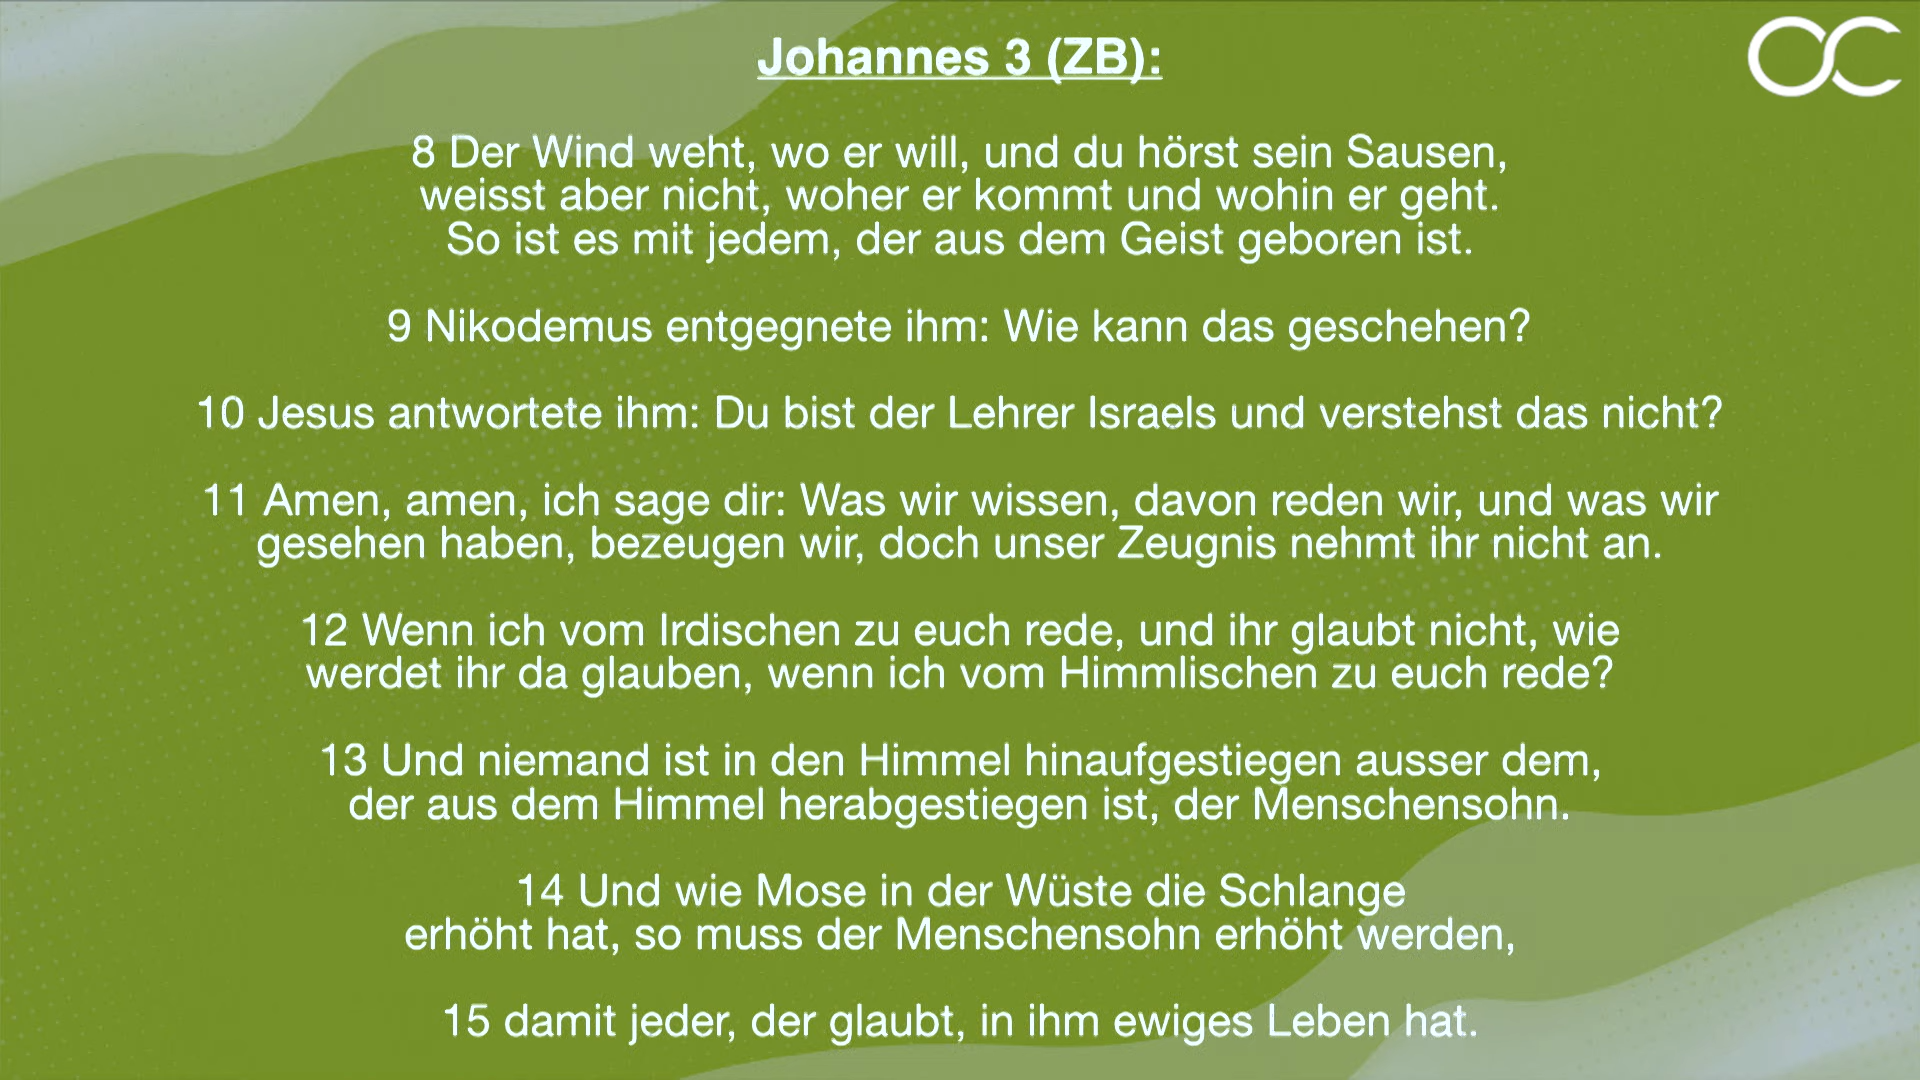 Johannes 3 (ZB):
OC
8 Der Wind weht, wo er will, und du hörst sein Sausen,
weisst aber nicht, woher er kommt und wohin er geht.
So ist es mit jedem, der aus dem Geist geboren ist.
9 Nikodemus entgegnete ihm: Wie kann das geschehen?
10 Jesus antwortete ihm: Du bist der Lehrer Israels und verstehst das nicht?
11 Amen, amen, ich sage dir: Was wir wissen, davon reden wir, und was wir
gesehen haben, bezeugen wir, doch unser Zeugnis nehmt ihr nicht an.
12 Wenn ich vom Irdischen zu euch rede, und ihr glaubt nicht, wie
werdet ihr da glauben, wenn ich vom Himmlischen zu euch rede?
13 Und niemand ist in den Himmel hinaufgestiegen ausser dem,
der aus dem Himmel herabgestiegen ist, der Menschensohn.
14 Und wie Mose in der Wüste die Schlange
erhöht hat, so muss der Menschensohn erhöht werden,
15 damit jeder, der glaubt, in ihm ewiges Leben hat.